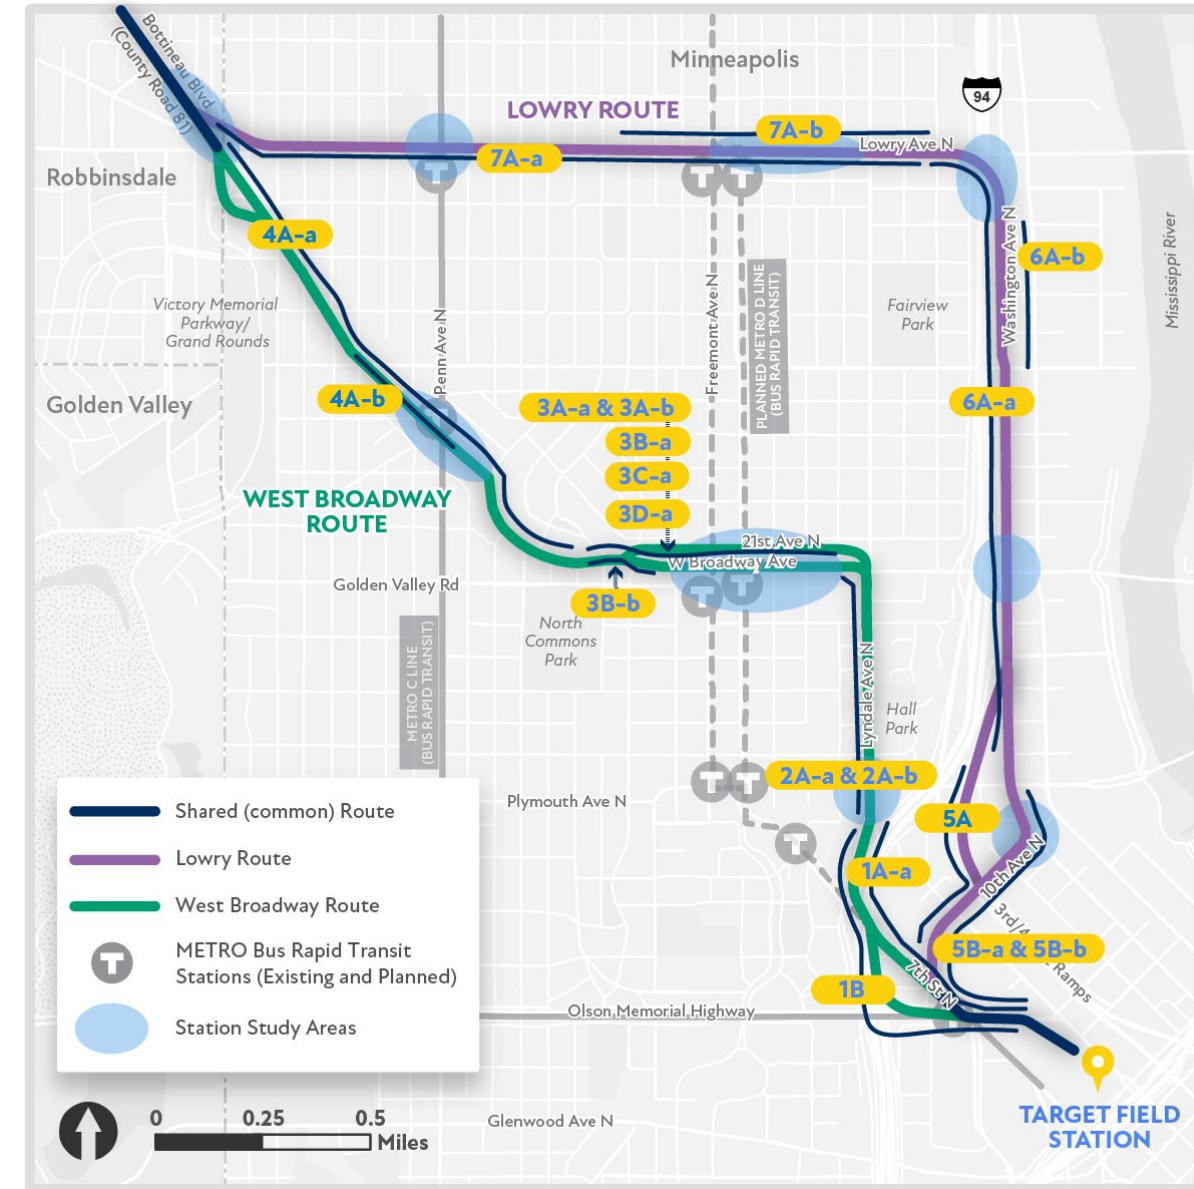 Bottineau Blvd
(County Road 81)
Minneapolis
94
LOWRY ROUTE
7A-b
Lowry Ave N
7A-a
Robbinsdale
4A-a
Washington Ave N
6A-b
Mississippi River
Victory Memorial
Parkway/
Grand Rounds
Penn Ave N
Freemont Ave N
PLANNED METRO D LINE
(BUS RAPID TRANSIT)
Fairview
Park
Golden Valley
4A-b
3A-a & 3A-b
3B-a
3C-a
3D-a
6A-a
WEST BROADWAY
ROUTE
21st Ave N
W Broadway Ave
Golden Valley Rd
3B-b
North
Commons
Park
METRO C LINE
(BUS RAPID TRANSIT)
Lyndale Ave N
Hall
Park
T
T
T
T
T
T
T
T
2A-a & 2A-b
Plymouth Ave N
5A
T
1A-a
10th Ave N
3rd/
Ramps
5B-a & 5B-b
7th St N
1B
Olson Memorial Highway
Shared (common) Route
Lowry Route
West Broadway Route
T
METRO Bus Rapid Transit
Stations (Existing and Planned)
Station Study Areas
0 0.25 0.5
Miles
Glenwood Ave N
TARGET FIELD
STATION